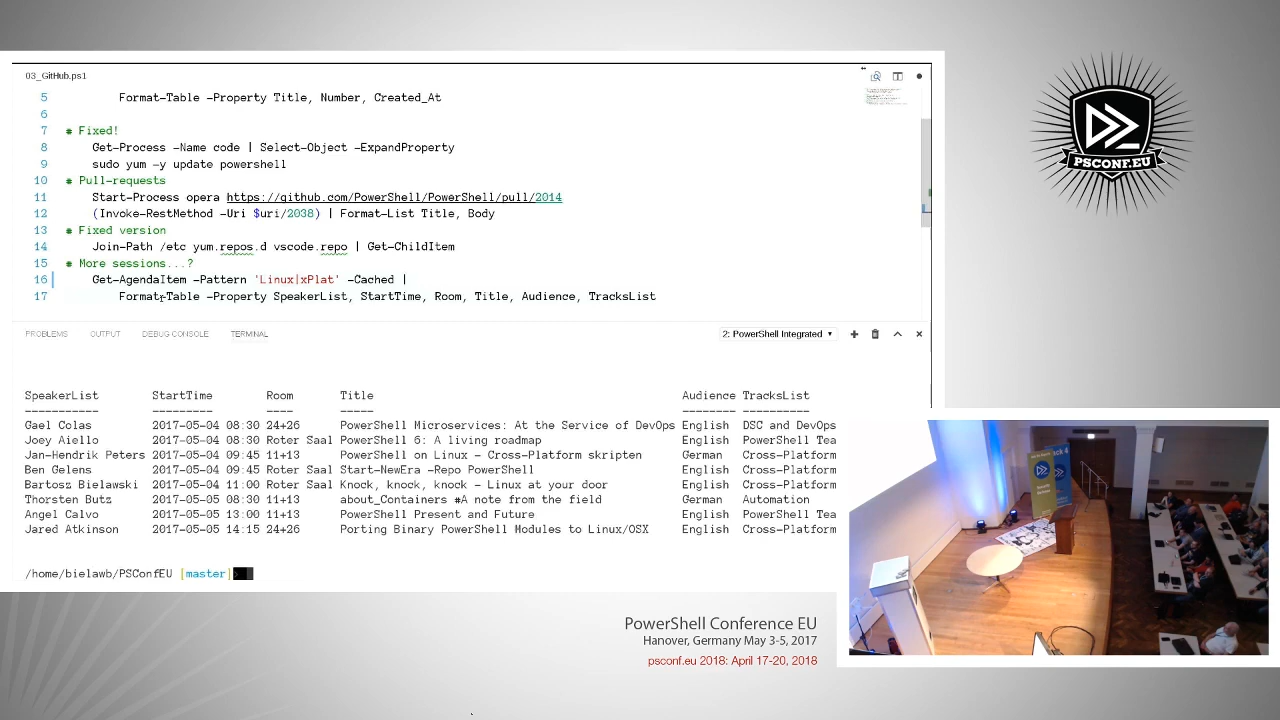 03_GitHub.ps1
5 Format-Table -Property Title, Number, Created_At
6
7 # Fixed!
8 Get-Process -Name code | Select-Object -ExpandProperty
9 sudo yum -y update powershell
10 # Pull-requests
11 Start-Process opera https://github.com/PowerShell/PowerShell/pull/2014
12 (Invoke-RestMethod -Uri $uri/2038) | Format-List Title, Body
13 # Fixed version
14 Join-Path /etc yum.repos.d vscode.repo | Get-ChildItem
15 # More sessions...?
16 Get-AgendaItem -Pattern 'Linux|xPlat' -Cached |
17 Format-Table -Property SpeakerList, StartTime, Room, Title, Audience, TracksList
PROBLEMS OUTPUT DEBUG CONSOLE TERMINAL 2: PowerShell Integrated
SpeakerList StartTime Room Title Audience TracksList
----------- --------- ---- ----- -------- ----------
Gael Colas 2017-05-04 08:30 24+26 PowerShell Microservices: At the Service of DevOps English DSC and DevOps
Joey Aiello 2017-05-04 08:30 Roter Saal PowerShell 6: A living roadmap English PowerShell Tea
Jan-Hendrik Peters 2017-05-04 09:45 11+13 PowerShell on Linux - Cross-Platform skripten German Cross-Platform
Ben Gelens 2017-05-04 09:45 Roter Saal Start-NewEra -Repo PowerShell English Cross-Platform
Bartosz Bielawski 2017-05-04 11:00 Roter Saal Knock, knock, knock - Linux at your door English Cross-Platform
Thorsten Butz 2017-05-05 08:30 11+13 about_Containers #A note from the field German Automation
Angel Calvo 2017-05-05 13:00 11+13 PowerShell Present and Future English PowerShell Tea
Jared Atkinson 2017-05-05 14:15 24+26 Porting Binary PowerShell Modules to Linux/OSX English Cross-Platform
/home/bielawb/PSConfEU [master]
PSCONF.EU
PowerShell Conference EU
Hanover, Germany May 3-5, 2017
psconf.eu 2018: April 17-20, 2018